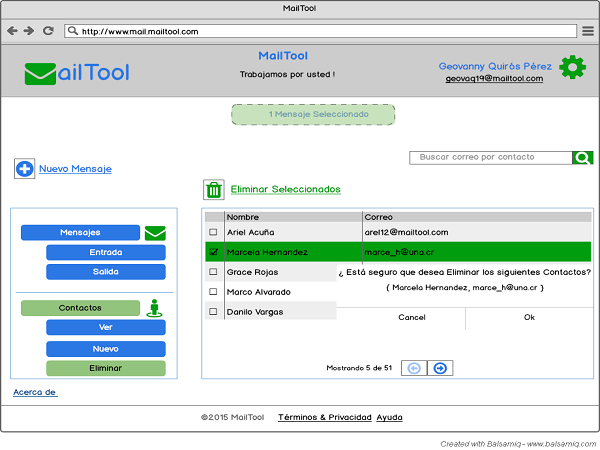 MailTool
http://www.mail.mailtool.com
ailTool
MailTool
Trabajamos por usted !
Geovanny Quirós Pérez
geovaq19@mailtool.com
1 Mensaje Seleccionado
Nuevo Mensaje
Buscar correo por contacto
Eliminar Seleccionados
Nombre Correo
Mensajes
Entrada
Salida
Contactos
Ver
Nuevo
Eliminar
Ariel Acuña arel12@mailtool.com
Marcela Hernandez marce_h@una.cr
Grace Rojas
Marco Alvarado
Danilo Vargas
¿ Está seguro que desea Eliminar los siguientes Contactos?
( Marcela Hernandez, marce_h@una.cr )
Cancel Ok
Mostrando 5 de 51
Acerca de
©2015 MailTool Términos & Privacidad Ayuda
Created with Balsamiq - www.balsamiq.com